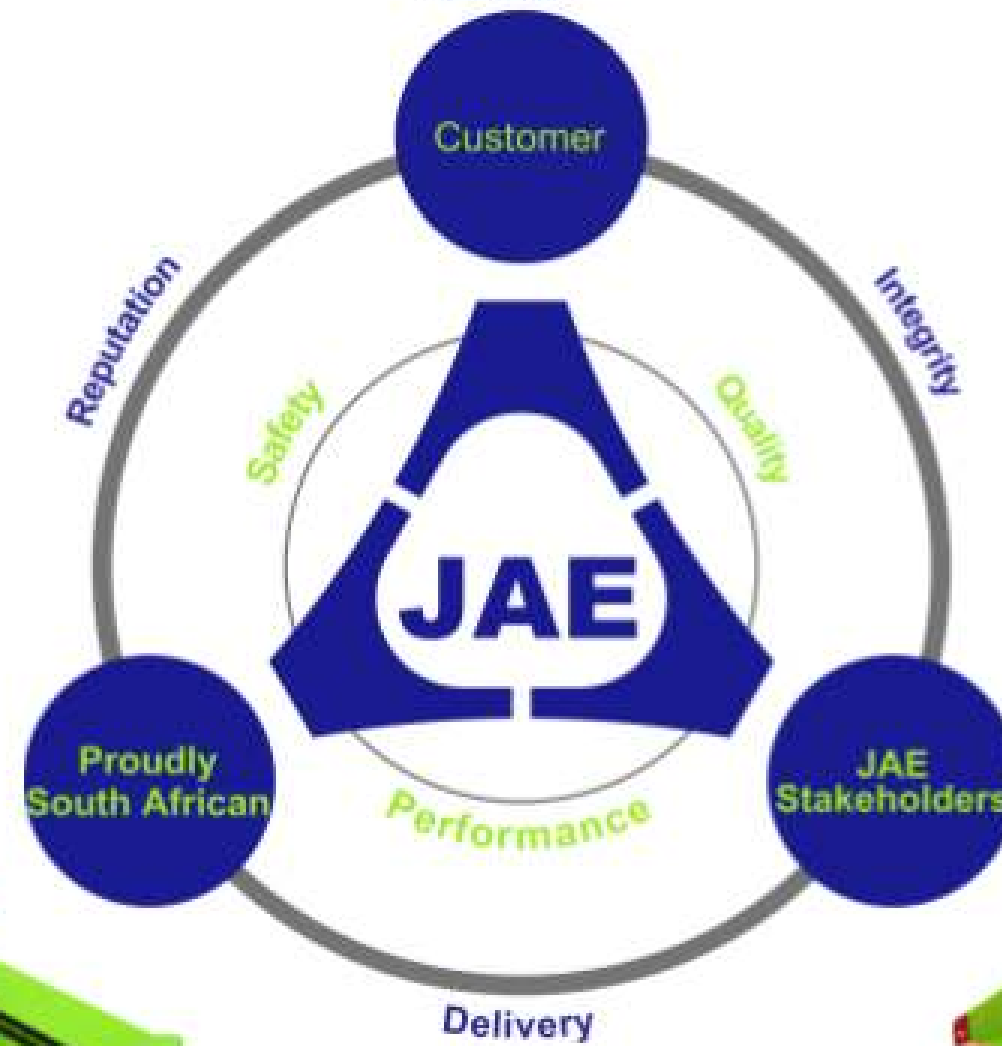 Customer
Reputation
Integrity
Safety
Quality
JAE
Proudly
South African
JAE
Stakeholders
Performance
Delivery